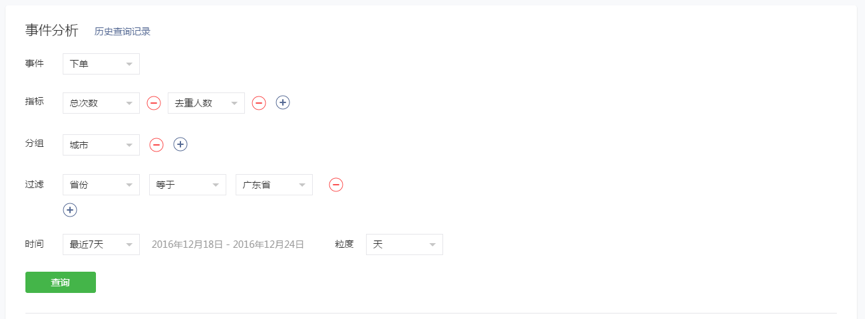 事件分析 历史查询记录
事件 下单
指标 总次数 去重人数
分组 城市
过滤 省份 等于 广东省
时间 最近7天 2016年12月18日 - 2016年12月24日 粒度 天
查询